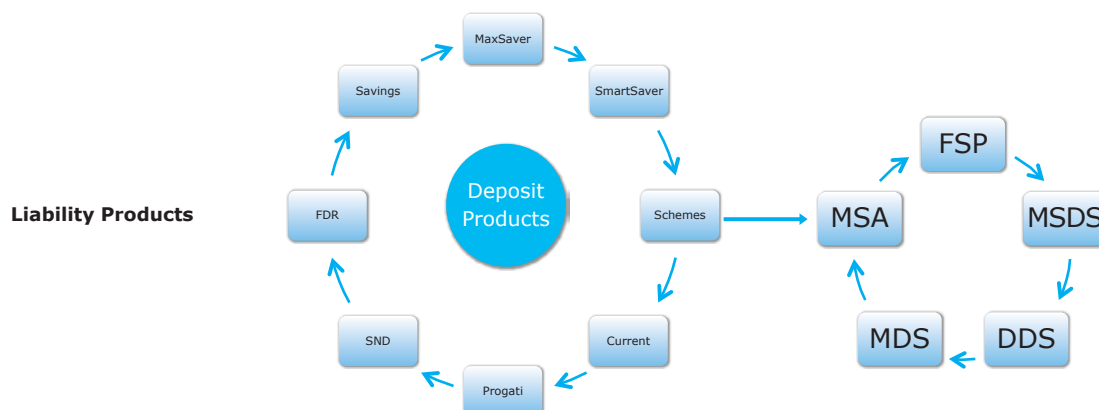 MaxSaver
Savings
SmartSaver
FSP
Deposit
Products
Liability Products
FDR
Schemes
MSA
MSDS
SND
Current
MDS
DDS
Progati